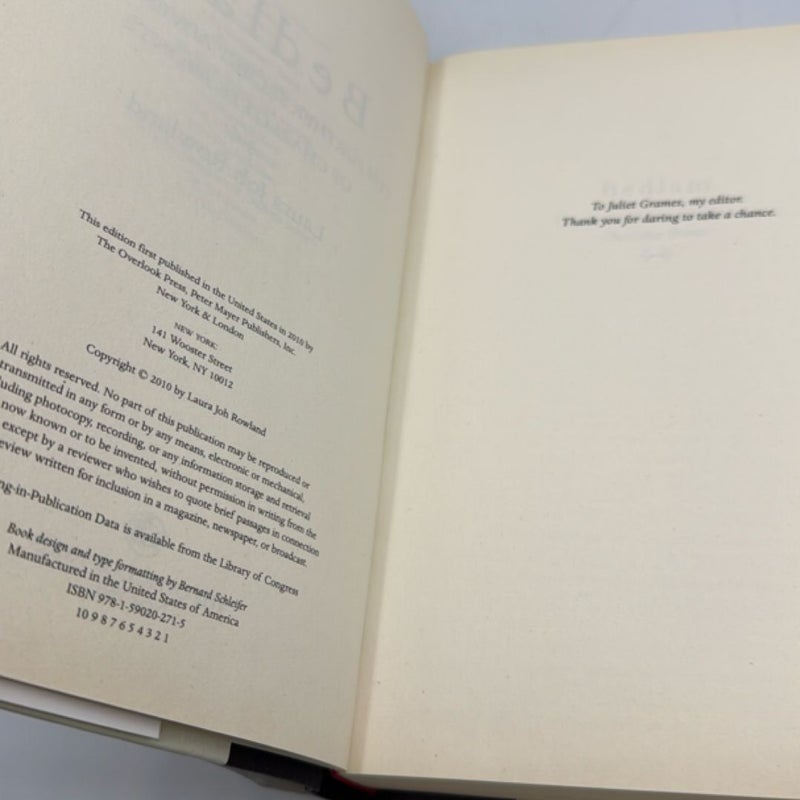 This edition first published in the United States in 2010 by
The Overlook Press, Peter Mayer Publishers, Inc.
New York & London
NEW YORK:
141 Wooster Street
New York, NY 10012
Copyright © 2010 by Laura Joh Rowland
All rights reserved. No part of this publication may be reproduced or
transmitted in any form or by any means, electronic or mechanical,
uding photocopy, recording, or any information storage and retrieval
now known or to be invented, without permission in writing from the
except by a reviewer who wishes to quote brief passages in connection
eview written for inclusion in a magazine, newspaper, or broadcast.
ng-in-Publication Data is available from the Library of Congress
Book design and type formatting by Bernard Schleifer
Manufactured in the United States of America
ISBN 978-1-59020-271-5
10 9 8 7 6 5 4 3 2 1
To Juliet Grames, my editor.
Thank you for daring to take a chance.